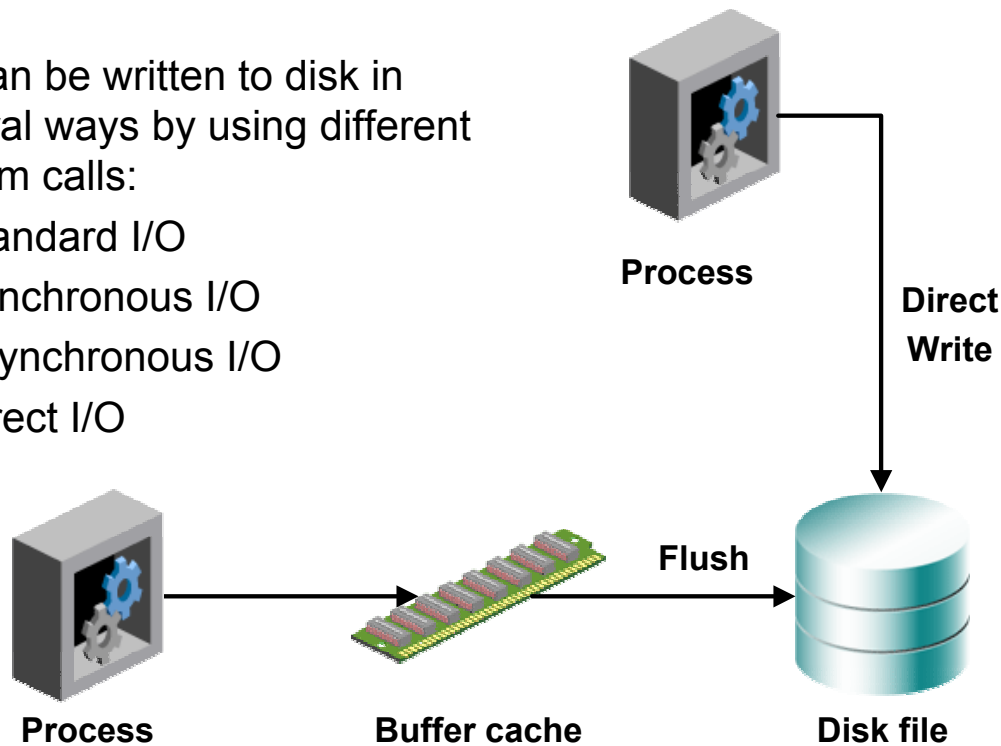 an be written to disk in
al ways by using different
m calls:
andard I/O
nchronous I/O
ynchronous I/O
rect I/O
Process
Direct
Write
Flush
Process
Buffer cache
Disk file